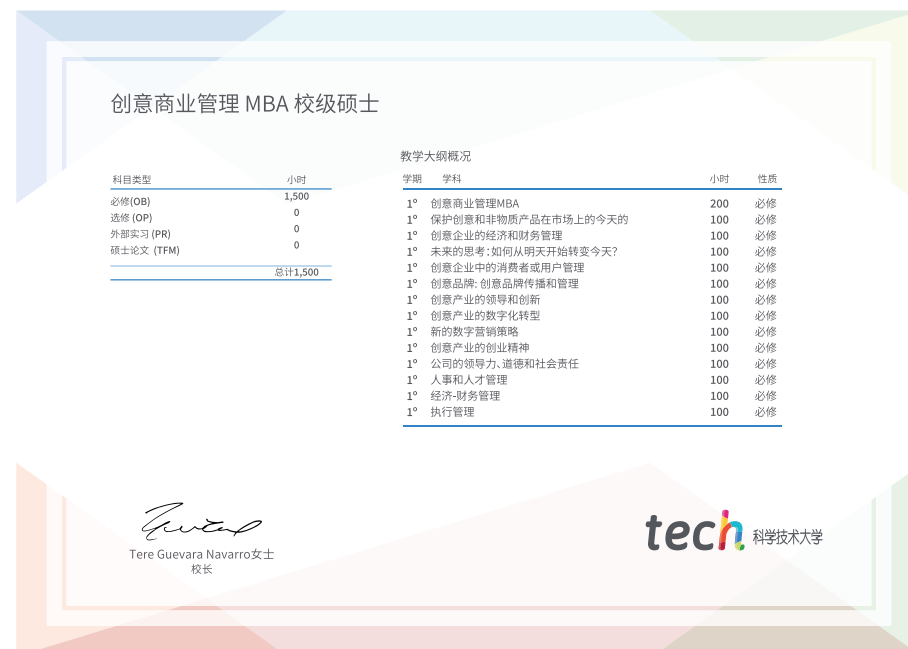 创意商业管理 MBA 校级硕士
科目类型 小时
必修(OB) 1,500
选修 (OP) 0
外部实习 (PR) 0
硕士论文 (TFM) 0
总计1,500
教学大纲概况
学期 学科 小时 性质
1º 创意商业管理MBA 200 必修
1º 保护创意和非物质产品在市场上的今天的 100 必修
1º 创意企业的经济和财务管理 100 必修
1º 未来的思考：如何从明天开始转变今天? 100 必修
1º 创意企业中的消费者或用户管理 100 必修
1º 创意品牌: 创意品牌传播和管理 100 必修
1º 创意产业的领导和创新 100 必修
1º 创意产业的数字化转型 100 必修
1º 新的数字营销策略 100 必修
1º 创意产业的创业精神 100 必修
1º 公司的领导力、道德和社会责任 100 必修
1º 人事和人才管理 100 必修
1º 经济-财务管理 100 必修
1º 执行管理 100 必修
Tere Guevara Navarro女士
校长
tech 科学技术大学